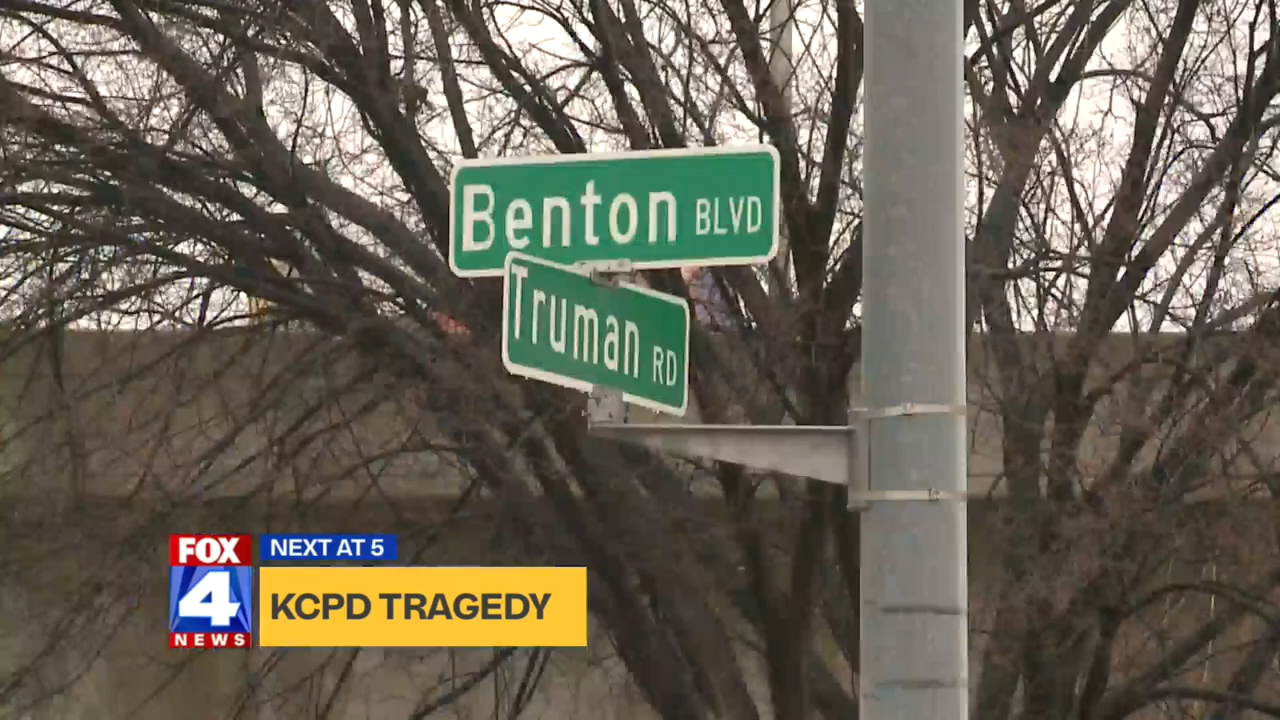 Benton BLVD
Truman RD
FOX
4
NEWS
NEXT AT 5
KCPD TRAGEDY